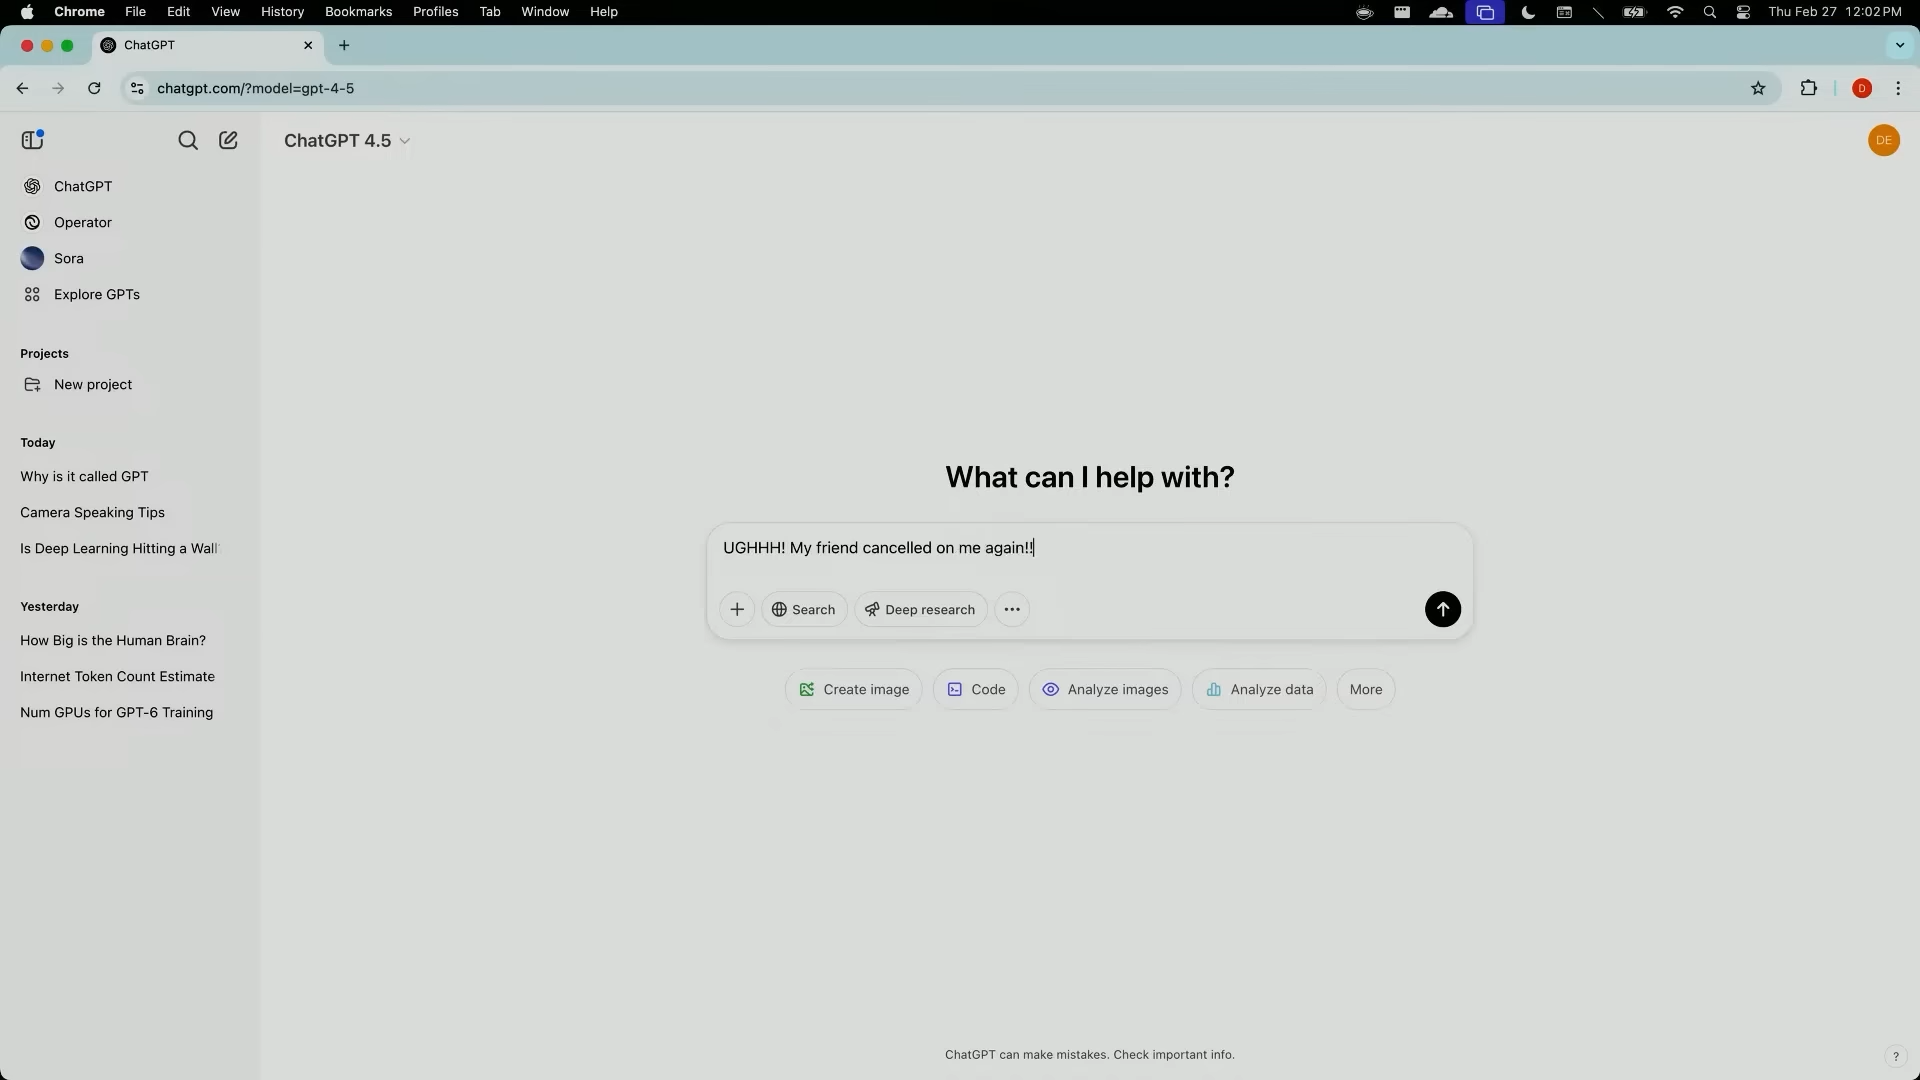 Chrome File Edit View History Bookmarks Profiles Tab Window Help Thu Feb 27 12:02 PM
ChatGPT
chatgpt.com/?model=gpt-4-5 D
ChatGPT 4.5 DE
ChatGPT
Operator
Sora
Explore GPTs
Projects
New project
Today
Why is it called GPT
Camera Speaking Tips
Is Deep Learning Hitting a Wall
Yesterday
How Big is the Human Brain?
Internet Token Count Estimate
Num GPUs for GPT-6 Training
What can I help with?
UGHHH! My friend cancelled on me again!!
Search Deep research
Create image Code Analyze images Analyze data More
ChatGPT can make mistakes. Check important info.
?